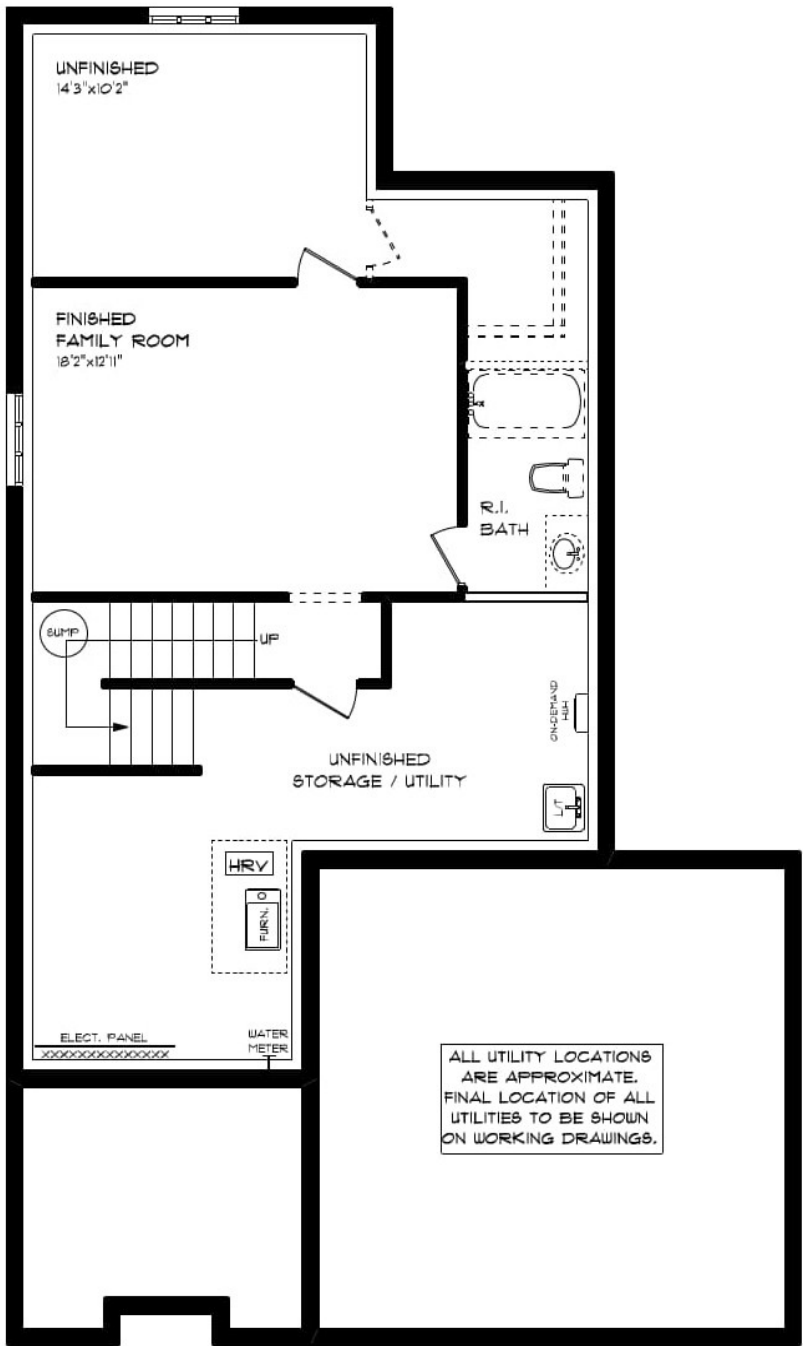 UNFINISHED
14'3"x10'2"
FINISHED
FAMILY ROOM
18'2"x12'11"
R.I.
BATH
SUMP
UP
ON-DEMAND
HWH
UNFINISHED
STORAGE / UTILITY
L/T
HRV
FURN.
ELECT. PANEL
XXXXXXXXXXXXXXX
WATER
METER
ALL UTILITY LOCATIONS
ARE APPROXIMATE.
FINAL LOCATION OF ALL
UTILITIES TO BE SHOWN
ON WORKING DRAWINGS.